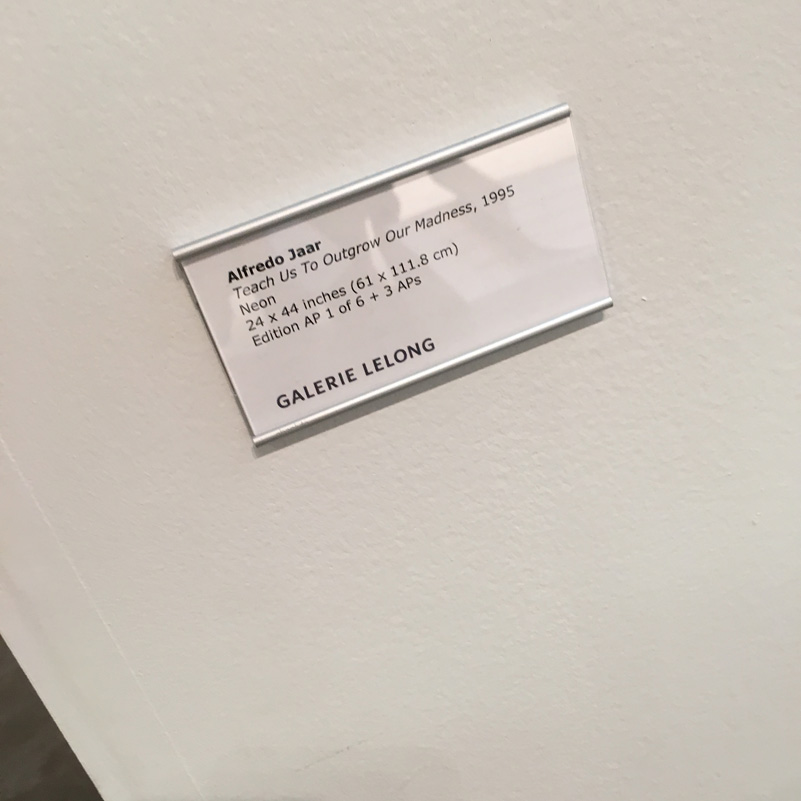 Alfredo Jaar
Teach Us To Outgrow Our Madness, 1995
Neon
24 x 44 inches (61 x 111.8 cm)
Edition AP 1 of 6 + 3 APs
GALERIE LELONG